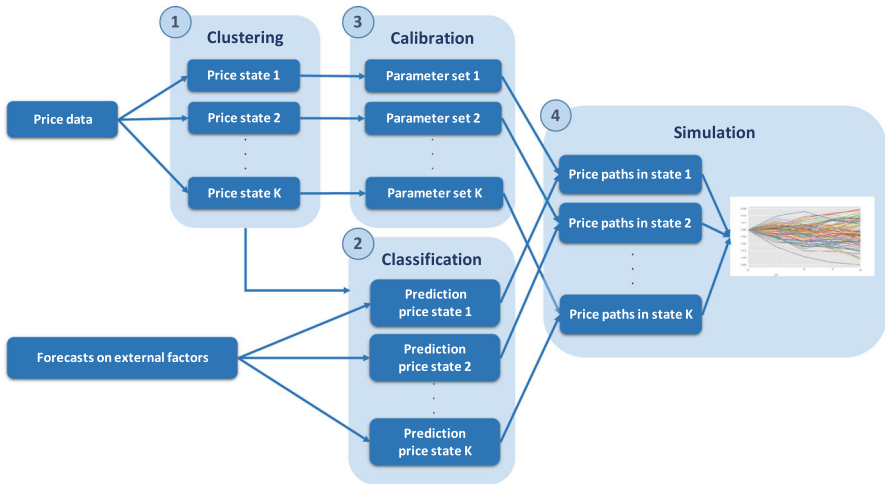 1
Clustering
Price state 1
Price state 2
Price state K
Price data
3
Calibration
Parameter set 1
Parameter set 2
Parameter set K
2
Classification
Prediction
price state 1
Prediction
price state 2
Prediction
price state K
Forecasts on external factors
4
Simulation
Price paths in state 1
Price paths in state 2
Price paths in state K